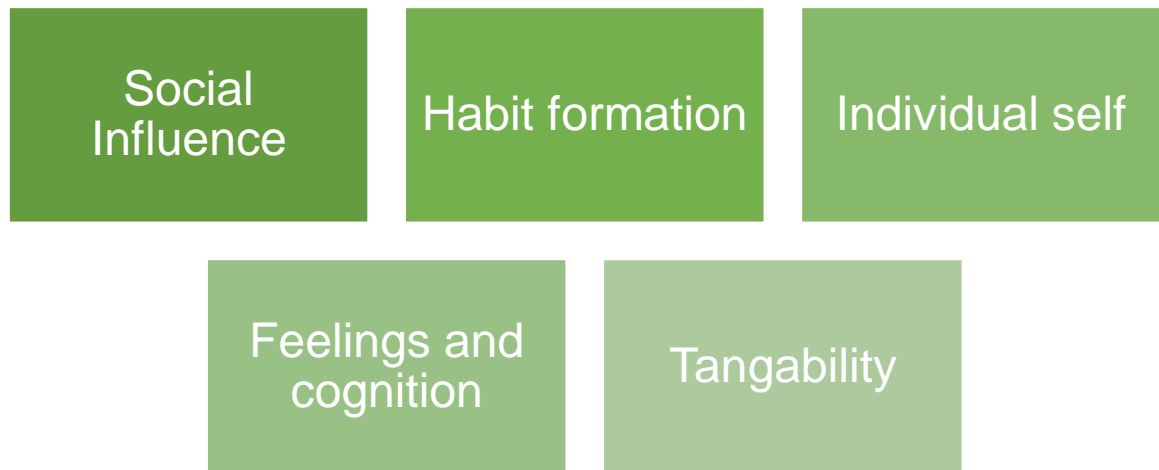 Social
Influence
Habit formation
Individual self
Feelings and
cognition
Tangability